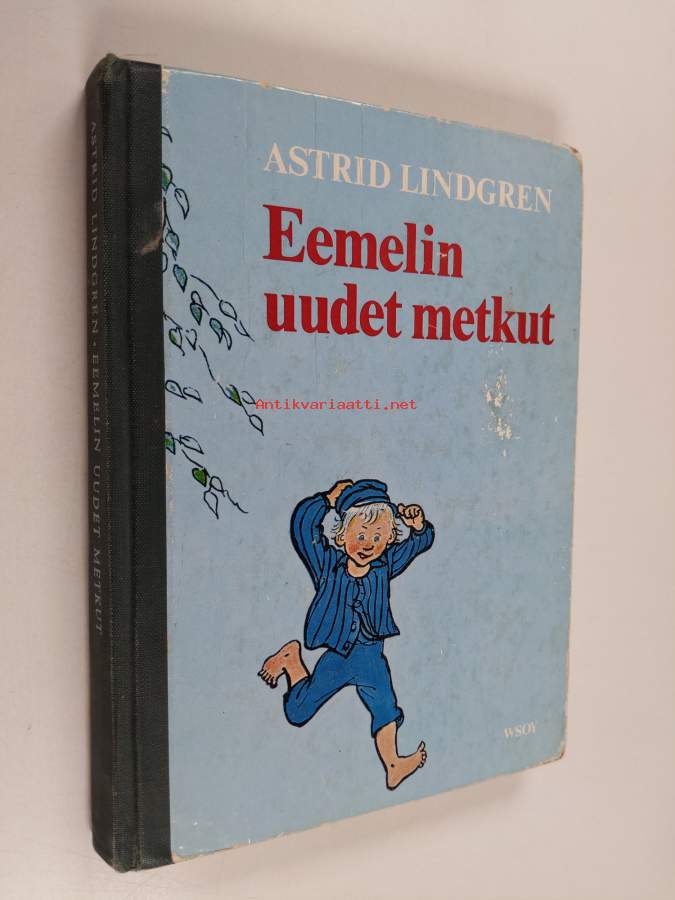 ASTRID LINDGREN
Eemelin
uudet metkut
Antikvariaatti.net
WSOY
ASTRID LINDGREN • EEMELIN UUDET METKUT